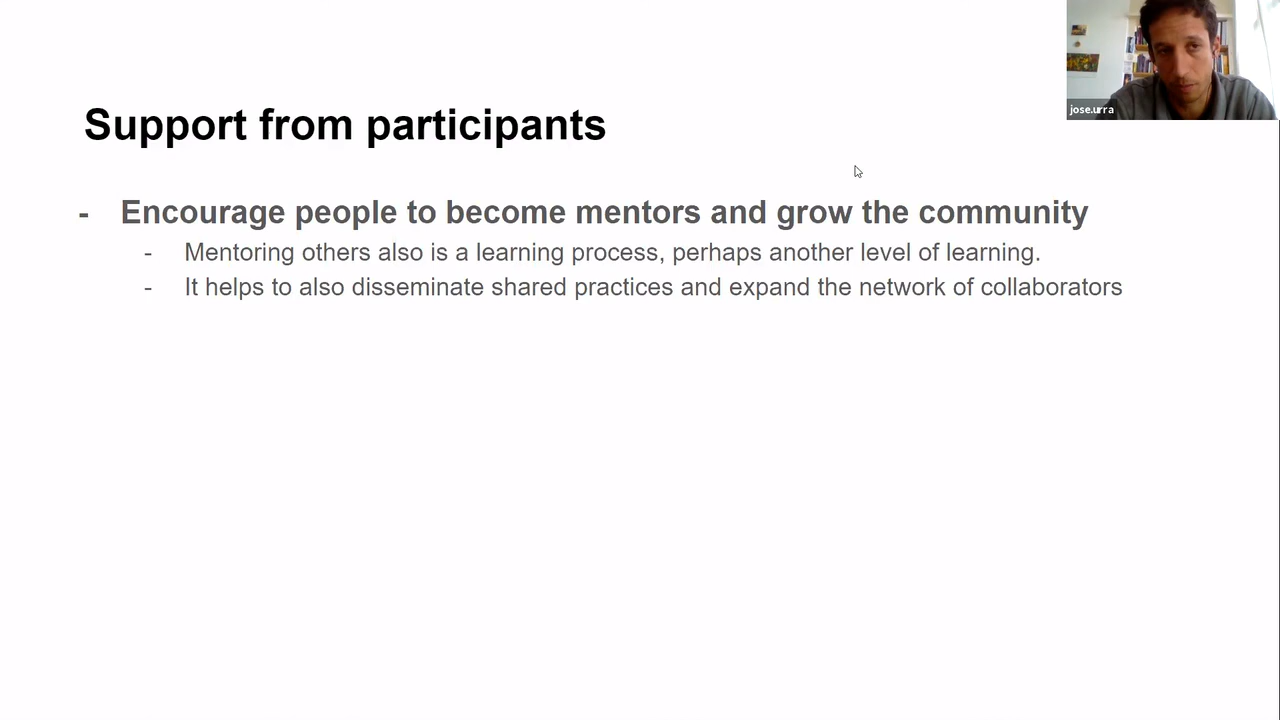 jose.urra
Support from participants
- Encourage people to become mentors and grow the community
- Mentoring others also is a learning process, perhaps another level of learning.
- It helps to also disseminate shared practices and expand the network of collaborators